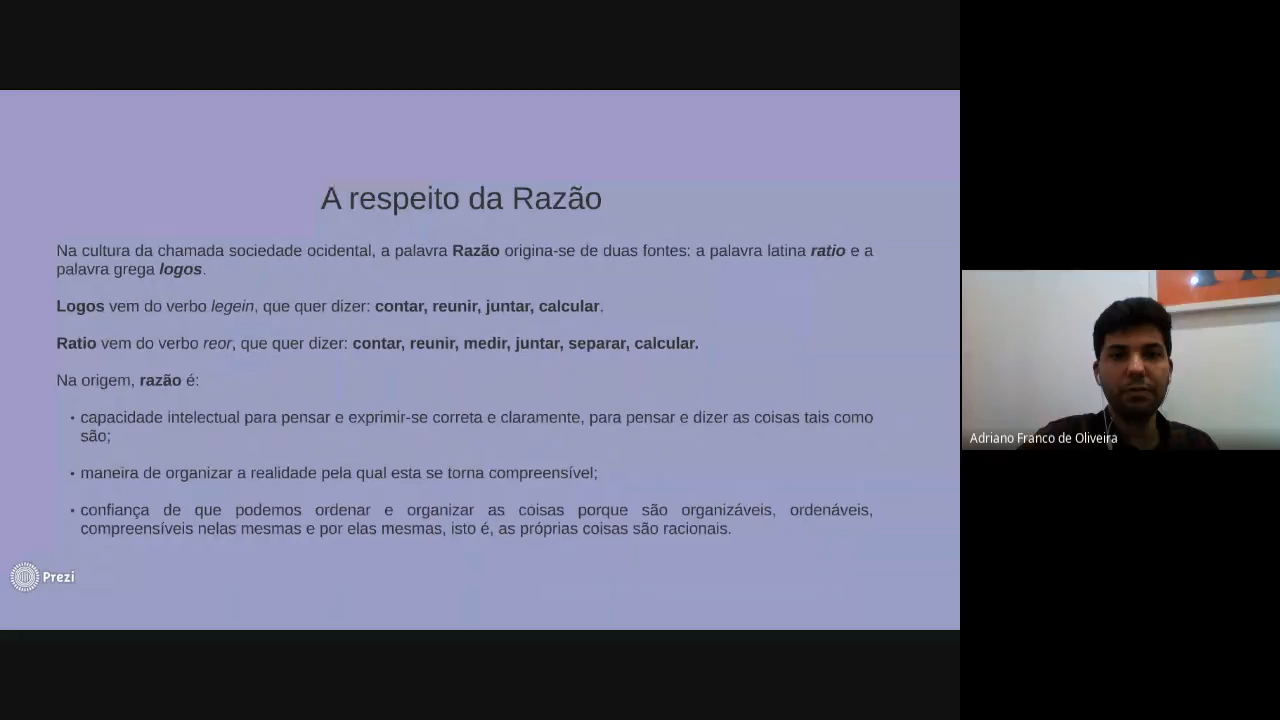 A respeito da Razão
Na cultura da chamada sociedade ocidental, a palavra Razão origina-se de duas fontes: a palavra latina ratio e a
palavra grega logos.
Logos vem do verbo legein, que quer dizer: contar, reunir, juntar, calcular.
Ratio vem do verbo reor, que quer dizer: contar, reunir, medir, juntar, separar, calcular.
Na origem, razão é:
• capacidade intelectual para pensar e exprimir-se correta e claramente, para pensar e dizer as coisas tais como
são;
• maneira de organizar a realidade pela qual esta se torna compreensível;
• confiança de que podemos ordenar e organizar as coisas porque são organizáveis, ordenáveis,
compreensíveis nelas mesmas e por elas mesmas, isto é, as próprias coisas são racionais.
Prezi
Adriano Franco de Oliveira